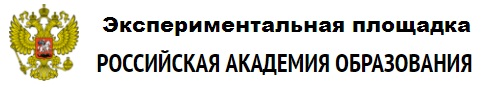 Экспериментальная площадка
РОССИЙСКАЯ АКАДЕМИЯ ОБРАЗОВАНИЯ